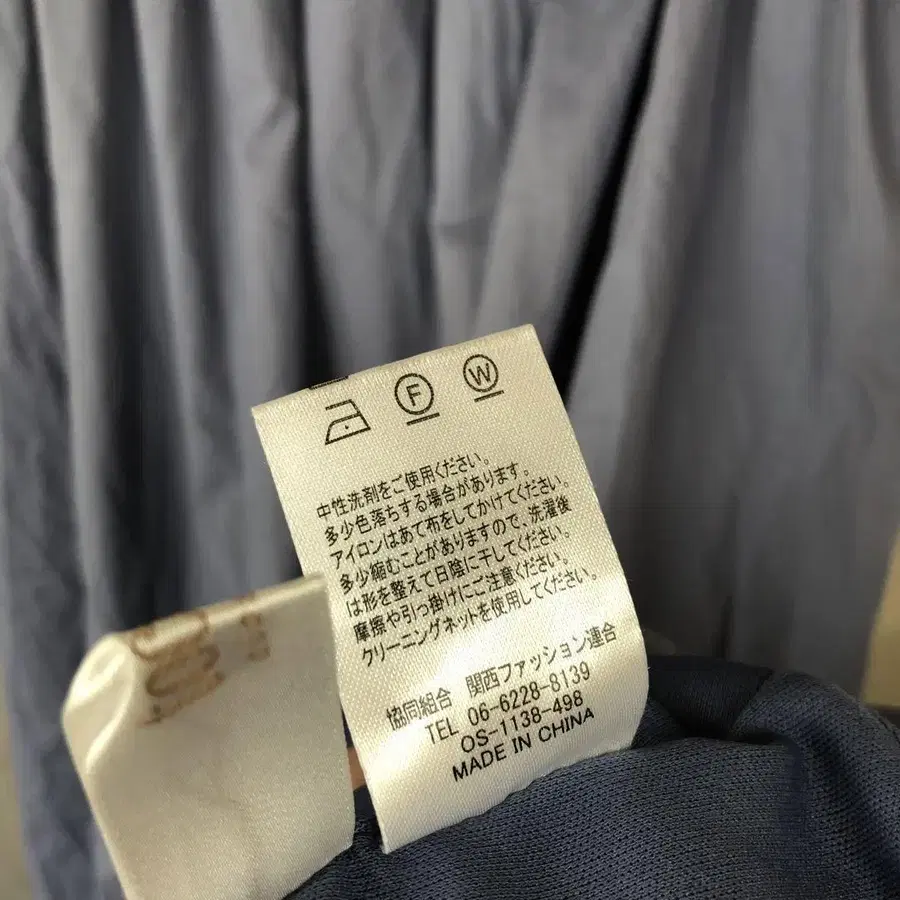 F W
中性洗剤をご使用ください。
多少色落ちする場合があります。
アイロンはあて布をしてかけてください。
多少縮むことがありますので、洗濯後
は形を整えて日陰に干してください。
摩擦や引っ掛けにご注意ください。
クリーニングネットを使用してください。
協同組合 関西ファッション連合
TEL 06-6228-8139
OS-1138-498
MADE IN CHINA